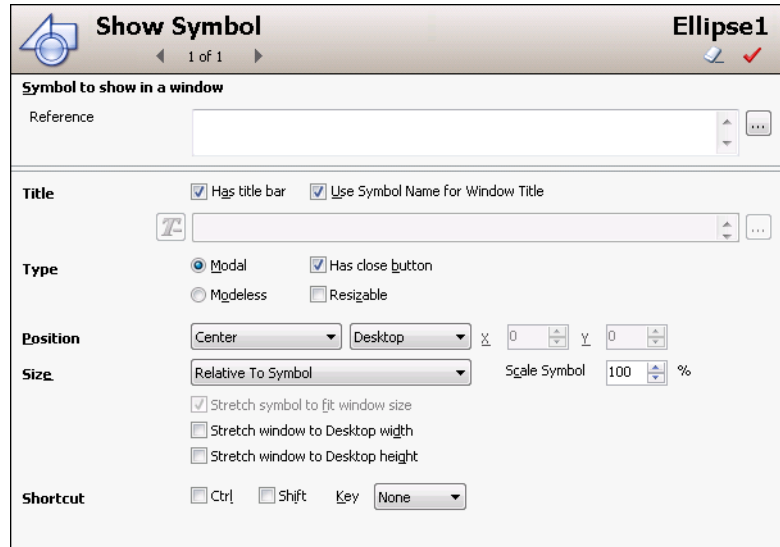 Show Symbol
Ellipse1
1 of 1
Symbol to show in a window
Reference
...
Title
Has title bar
Use Symbol Name for Window Title
T
...
Type
Modal
Has close button
Modeless
Resizable
Position
Center
Desktop
X
0
Y
0
Size
Relative To Symbol
Scale Symbol
100
%
Stretch symbol to fit window size
Stretch window to Desktop width
Stretch window to Desktop height
Shortcut
Ctrl
Shift
Key
None